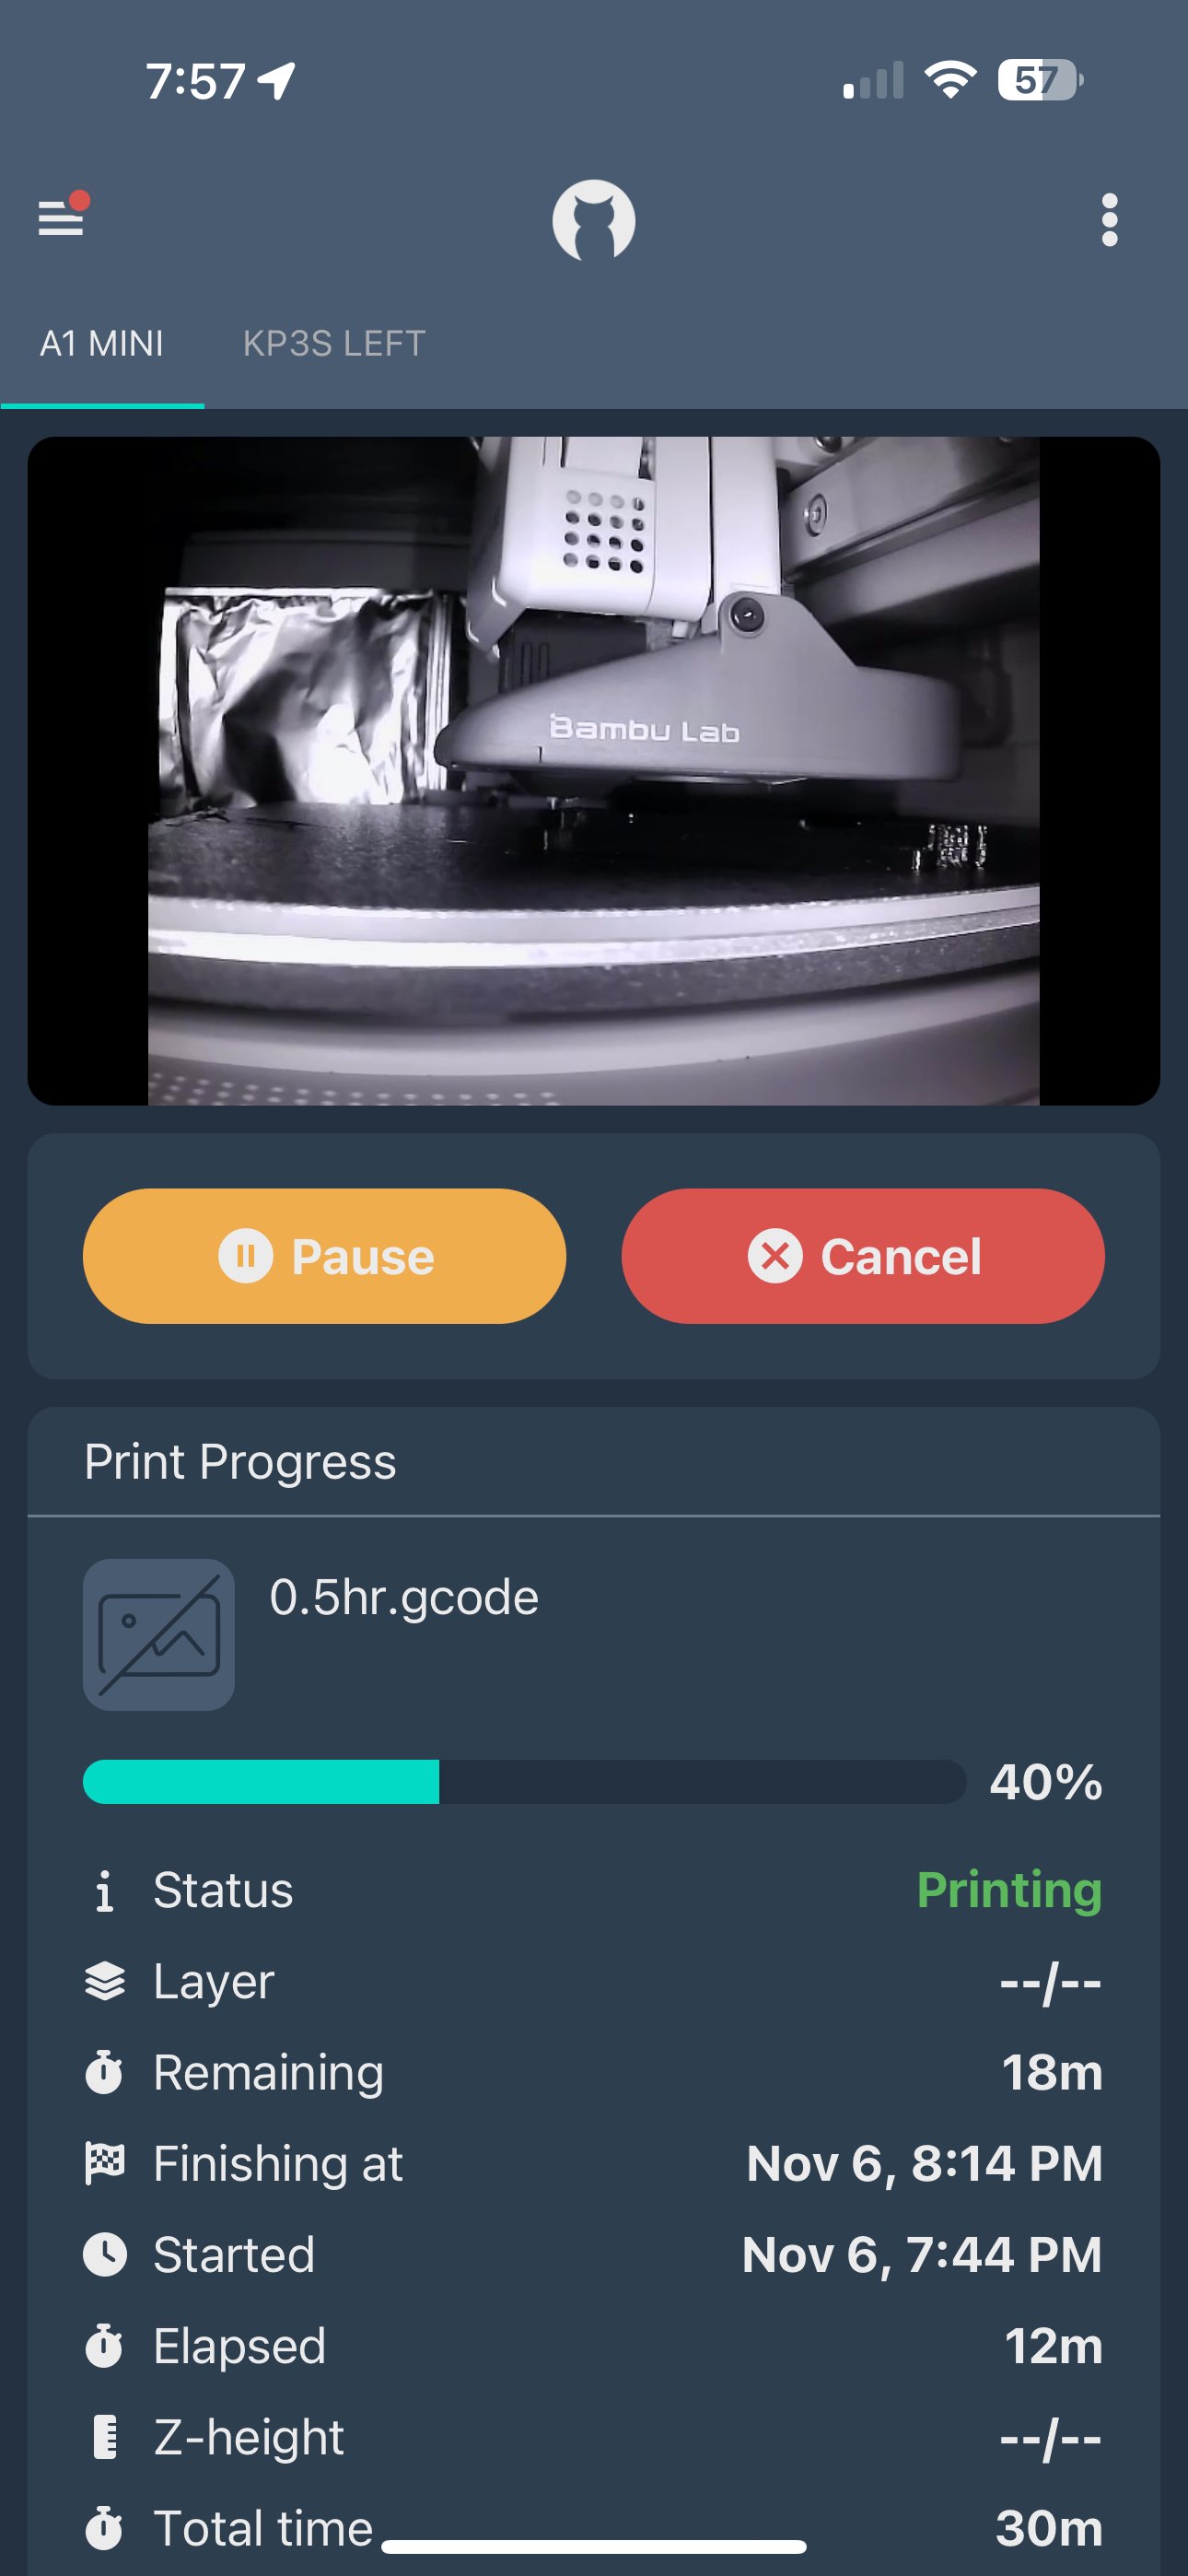 7:57
57
A1 MINI KP3S LEFT
Bambu Lab
Pause Cancel
Print Progress
0.5hr.gcode
40%
Status Printing
Layer --/--
Remaining 18m
Finishing at Nov 6, 8:14 PM
Started Nov 6, 7:44 PM
Elapsed 12m
Z-height --/--
Total time 30m